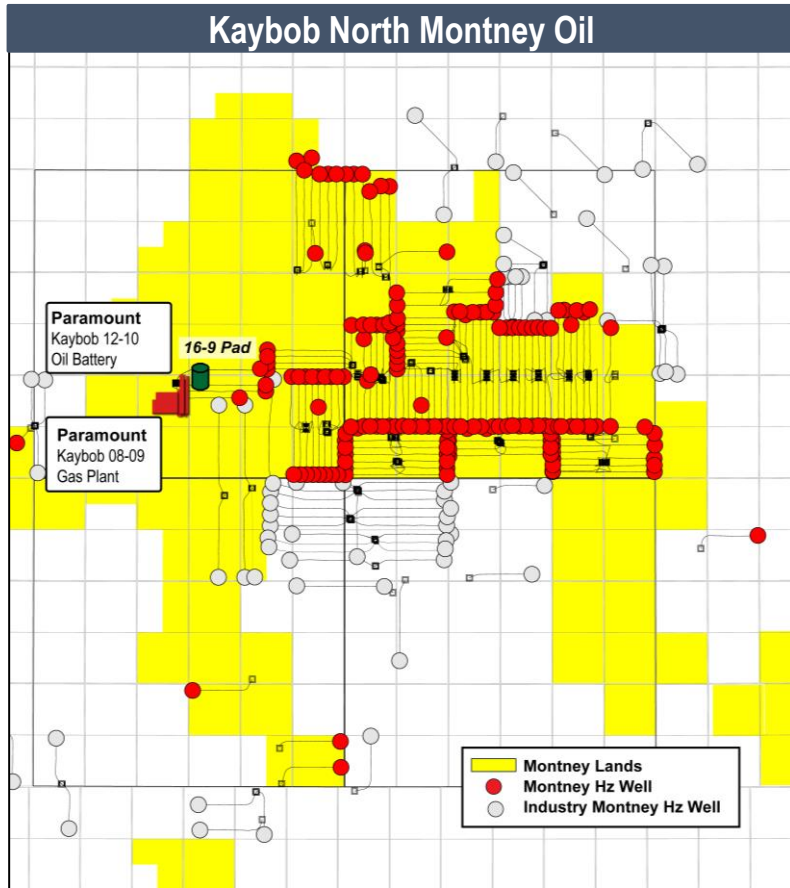 Kaybob North Montney Oil
Paramount
Kaybob 12-10
Oil Battery
16-9 Pad
Paramount
Kaybob 08-09
Gas Plant
Montney Lands
Montney Hz Well
Industry Montney Hz Well